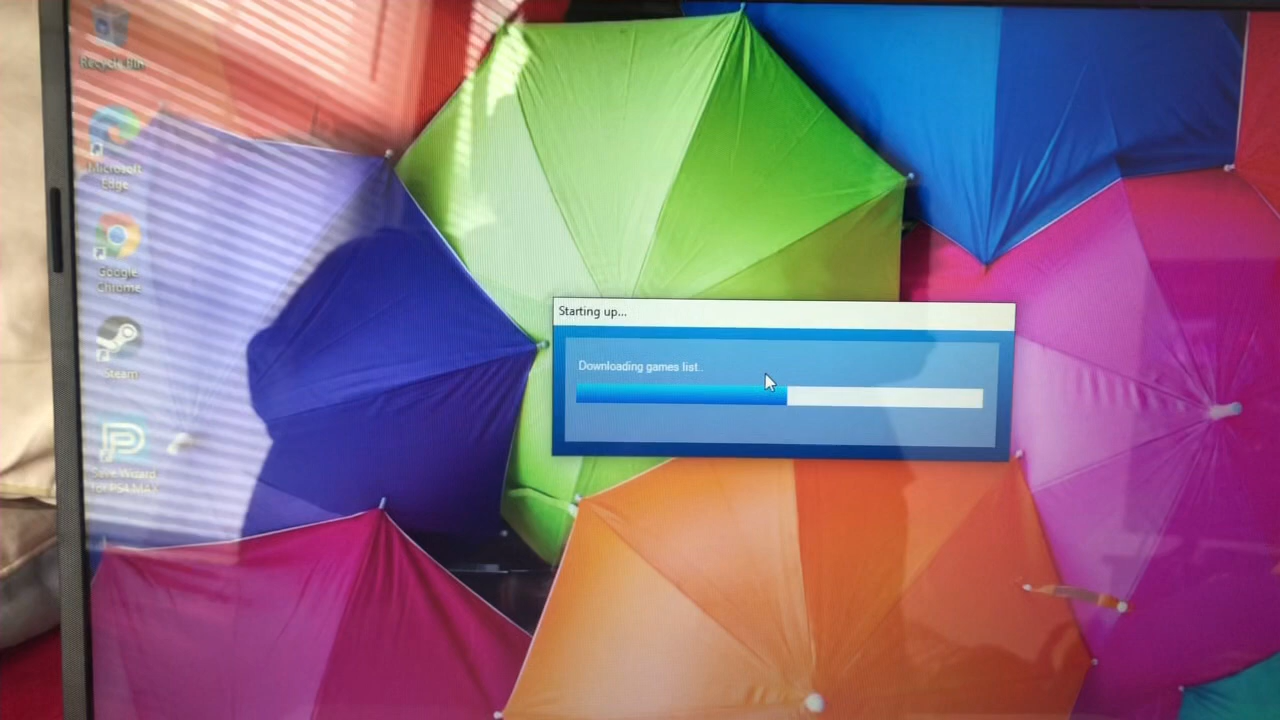 Recycle Bin
Microsoft
Edge
Google
Chrome
Steam
Save Wizard
for PS4 MAX
Starting up...
Downloading games list..